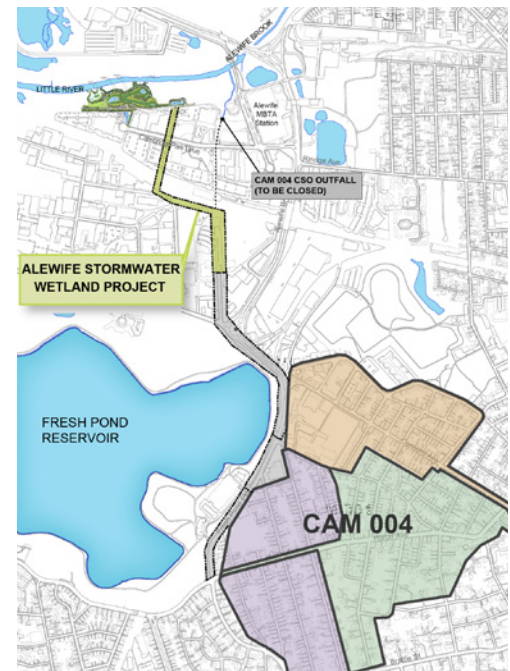 ALEWIFE BROOK
LITTLE RIVER
Alewife
MBTA
Station
CAM 004 CSO OUTFALL
(TO BE CLOSED)
ALEWIFE STORMWATER
WETLAND PROJECT
FRESH POND
RESERVOIR
CAM 004